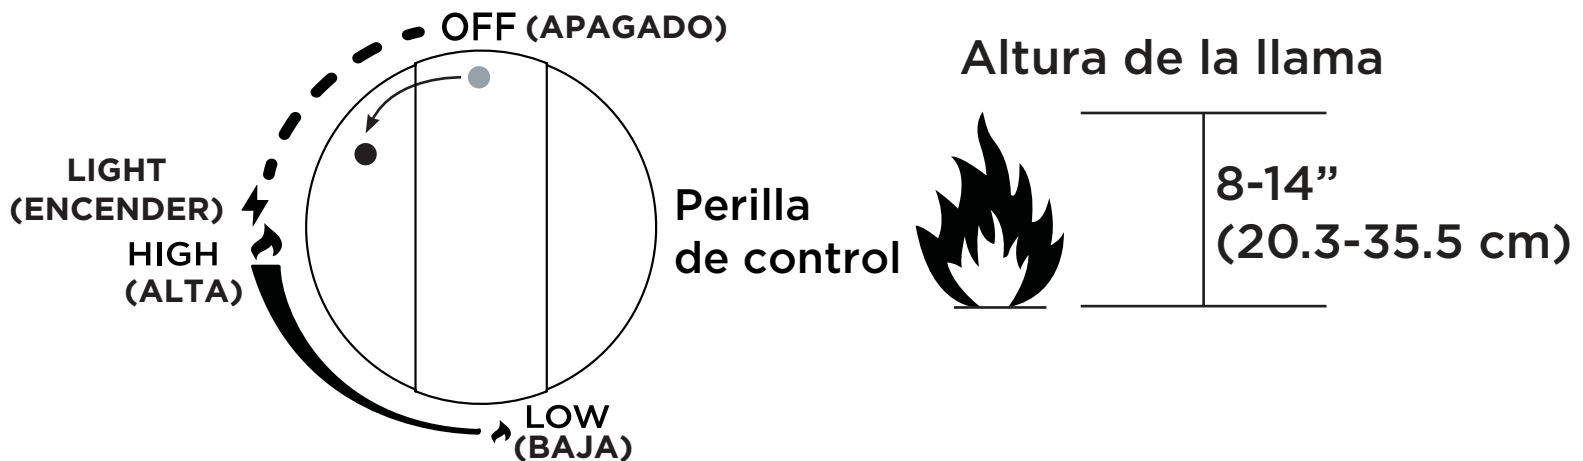 OFF (APAGADO)
LIGHT
(ENCENDER)
HIGH
(ALTA)
LOW
(BAJA)
Perilla
de control
Altura de la llama
8-14”
(20.3-35.5 cm)